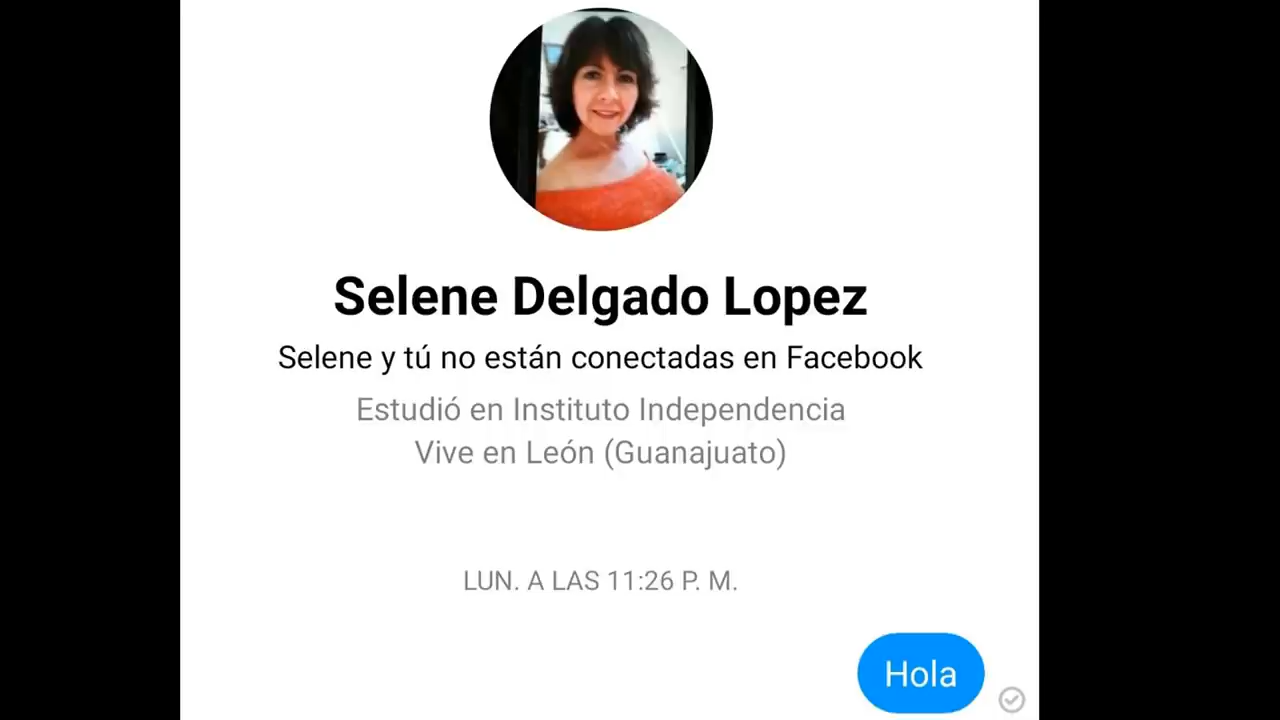 Selene Delgado Lopez
Selene y tú no están conectadas en Facebook
Estudió en Instituto Independencia
Vive en León (Guanajuato)
LUN. A LAS 11:26 P. M.
Hola